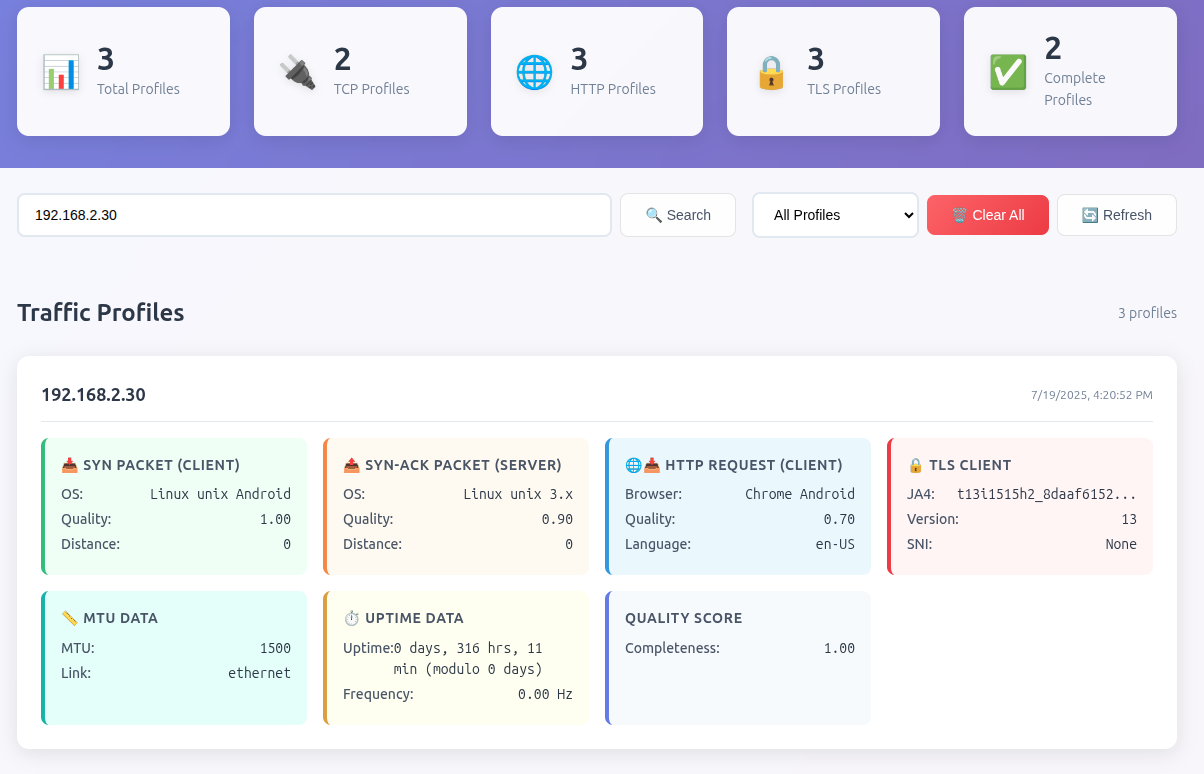 3
Total Profiles
2
TCP Profiles
3
HTTP Profiles
3
TLS Profiles
2
Complete
Profiles
192.168.2.30
Search
All Profiles
Clear All
Refresh
Traffic Profiles
3 profiles
192.168.2.30
7/19/2025, 4:20:52 PM
SYN PACKET (CLIENT)
OS: Linux unix Android
Quality: 1.00
Distance: 0
SYN-ACK PACKET (SERVER)
OS: Linux unix 3.x
Quality: 0.90
Distance: 0
HTTP REQUEST (CLIENT)
Browser: Chrome Android
Quality: 0.70
Language: en-US
TLS CLIENT
JA4: t13i1515h2_8daaf6152...
Version: 13
SNI: None
MTU DATA
MTU: 1500
Link: ethernet
UPTIME DATA
Uptime:0 days, 316 hrs, 11
min (modulo 0 days)
Frequency: 0.00 Hz
QUALITY SCORE
Completeness: 1.00